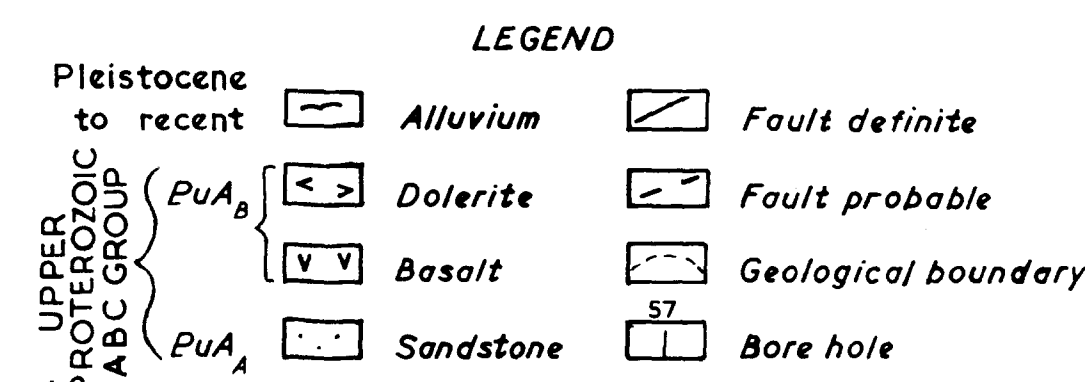 LEGEND
Pleistocene
to recent
Alluvium
Fault definite
UPPER
PROTEROZOIC
ABC GROUP
PuA_B
Dolerite
Fault probable
Basalt
Geological boundary
57
PuA_A
Sandstone
Bore hole